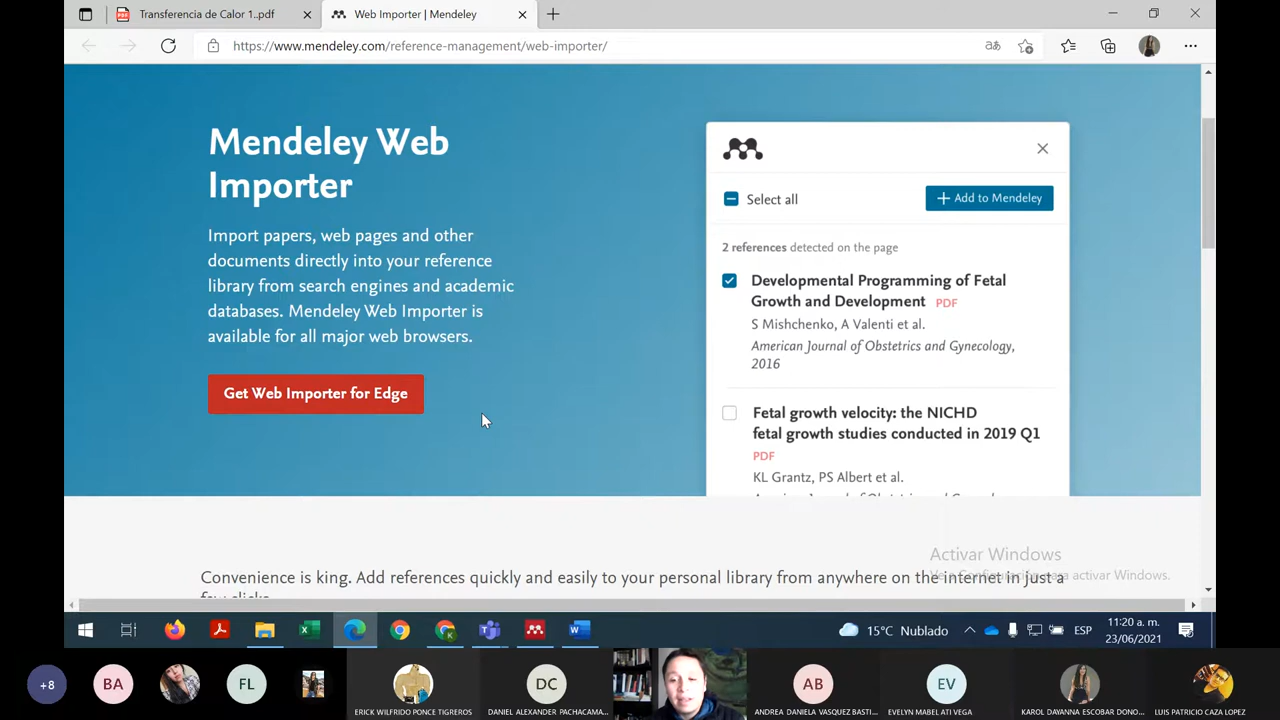 Transferencia de Calor 1..pdf
Web Importer | Mendeley
https://www.mendeley.com/reference-management/web-importer/
Mendeley Web
Importer
Import papers, web pages and other
documents directly into your reference
library from search engines and academic
databases. Mendeley Web Importer is
available for all major web browsers.
Get Web Importer for Edge
Select all
+ Add to Mendeley
2 references detected on the page
Developmental Programming of Fetal
Growth and Development PDF
S Mishchenko, A Valenti et al.
American Journal of Obstetrics and Gynecology,
2016
Fetal growth velocity: the NICHD
fetal growth studies conducted in 2019 Q1
PDF
KL Grantz, PS Albert et al.
Convenience is king. Add references quickly and easily to your personal library from anywhere on the internet in just a
few clicks
Activar Windows
Ve a Configuración para activar Windows.
15°C Nublado
ESP
11:20 a. m.
23/06/2021
+8
BA
FL
DC
AB
EV
ERICK WILFRIDO PONCE TIGREROS
DANIEL ALEXANDER PACHACAMA...
ANDREA DANIELA VASQUEZ BASTI...
EVELYN MABEL ATI VEGA
KAROL DAYANNA ESCOBAR DONO...
LUIS PATRICIO CAZA LOPEZ